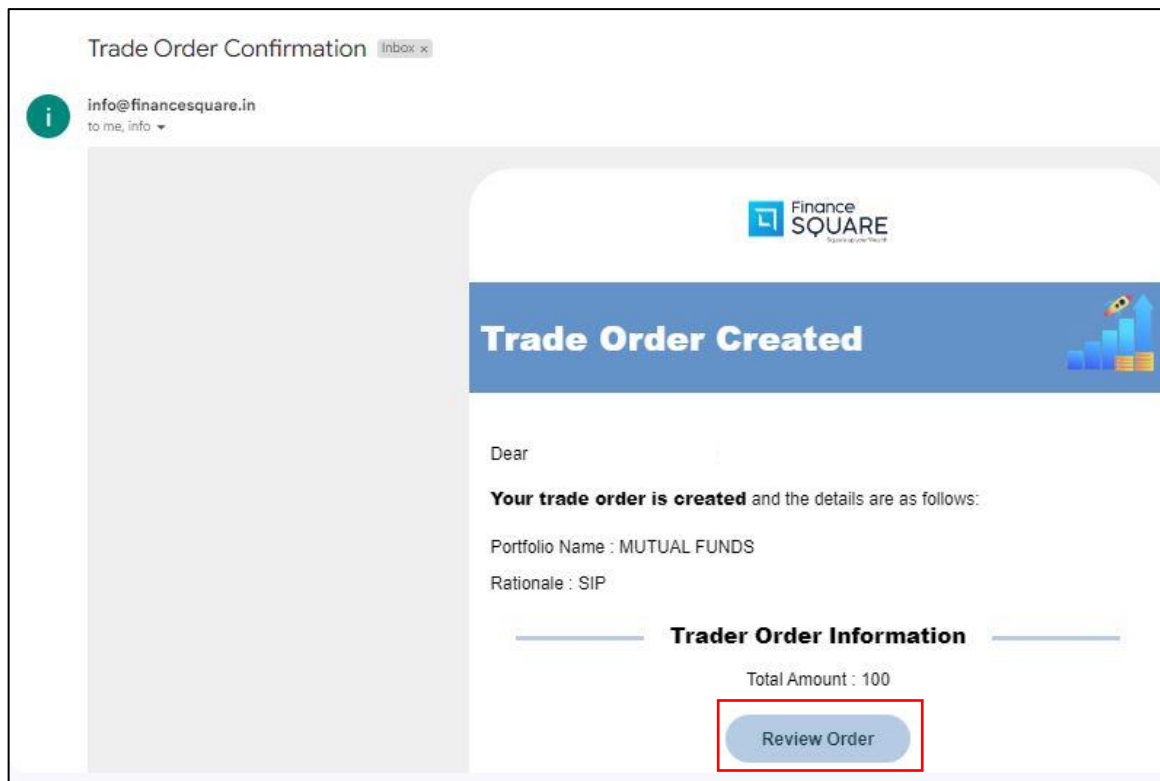 Trade Order Confirmation Inbox x
i
info@financesquare.in
to me, info
Finance
SQUARE
Trade Order Created
Dear
Your trade order is created and the details are as follows:
Portfolio Name : MUTUAL FUNDS
Rationale : SIP
Trader Order Information
Total Amount : 100
Review Order